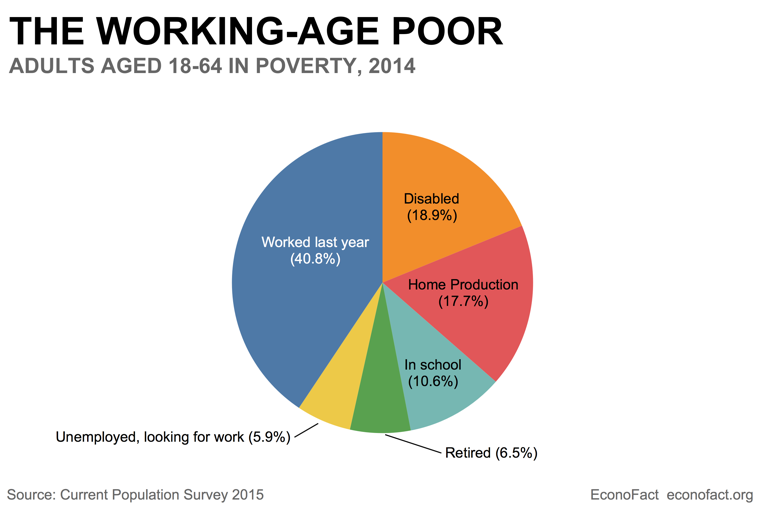 THE WORKING-AGE POOR
ADULTS AGED 18-64 IN POVERTY, 2014
Disabled
(18.9%)
Worked last year
(40.8%)
Home Production
(17.7%)
In school
(10.6%)
Unemployed, looking for work (5.9%)
Retired (6.5%)
Source: Current Population Survey 2015
EconoFact econofact.org